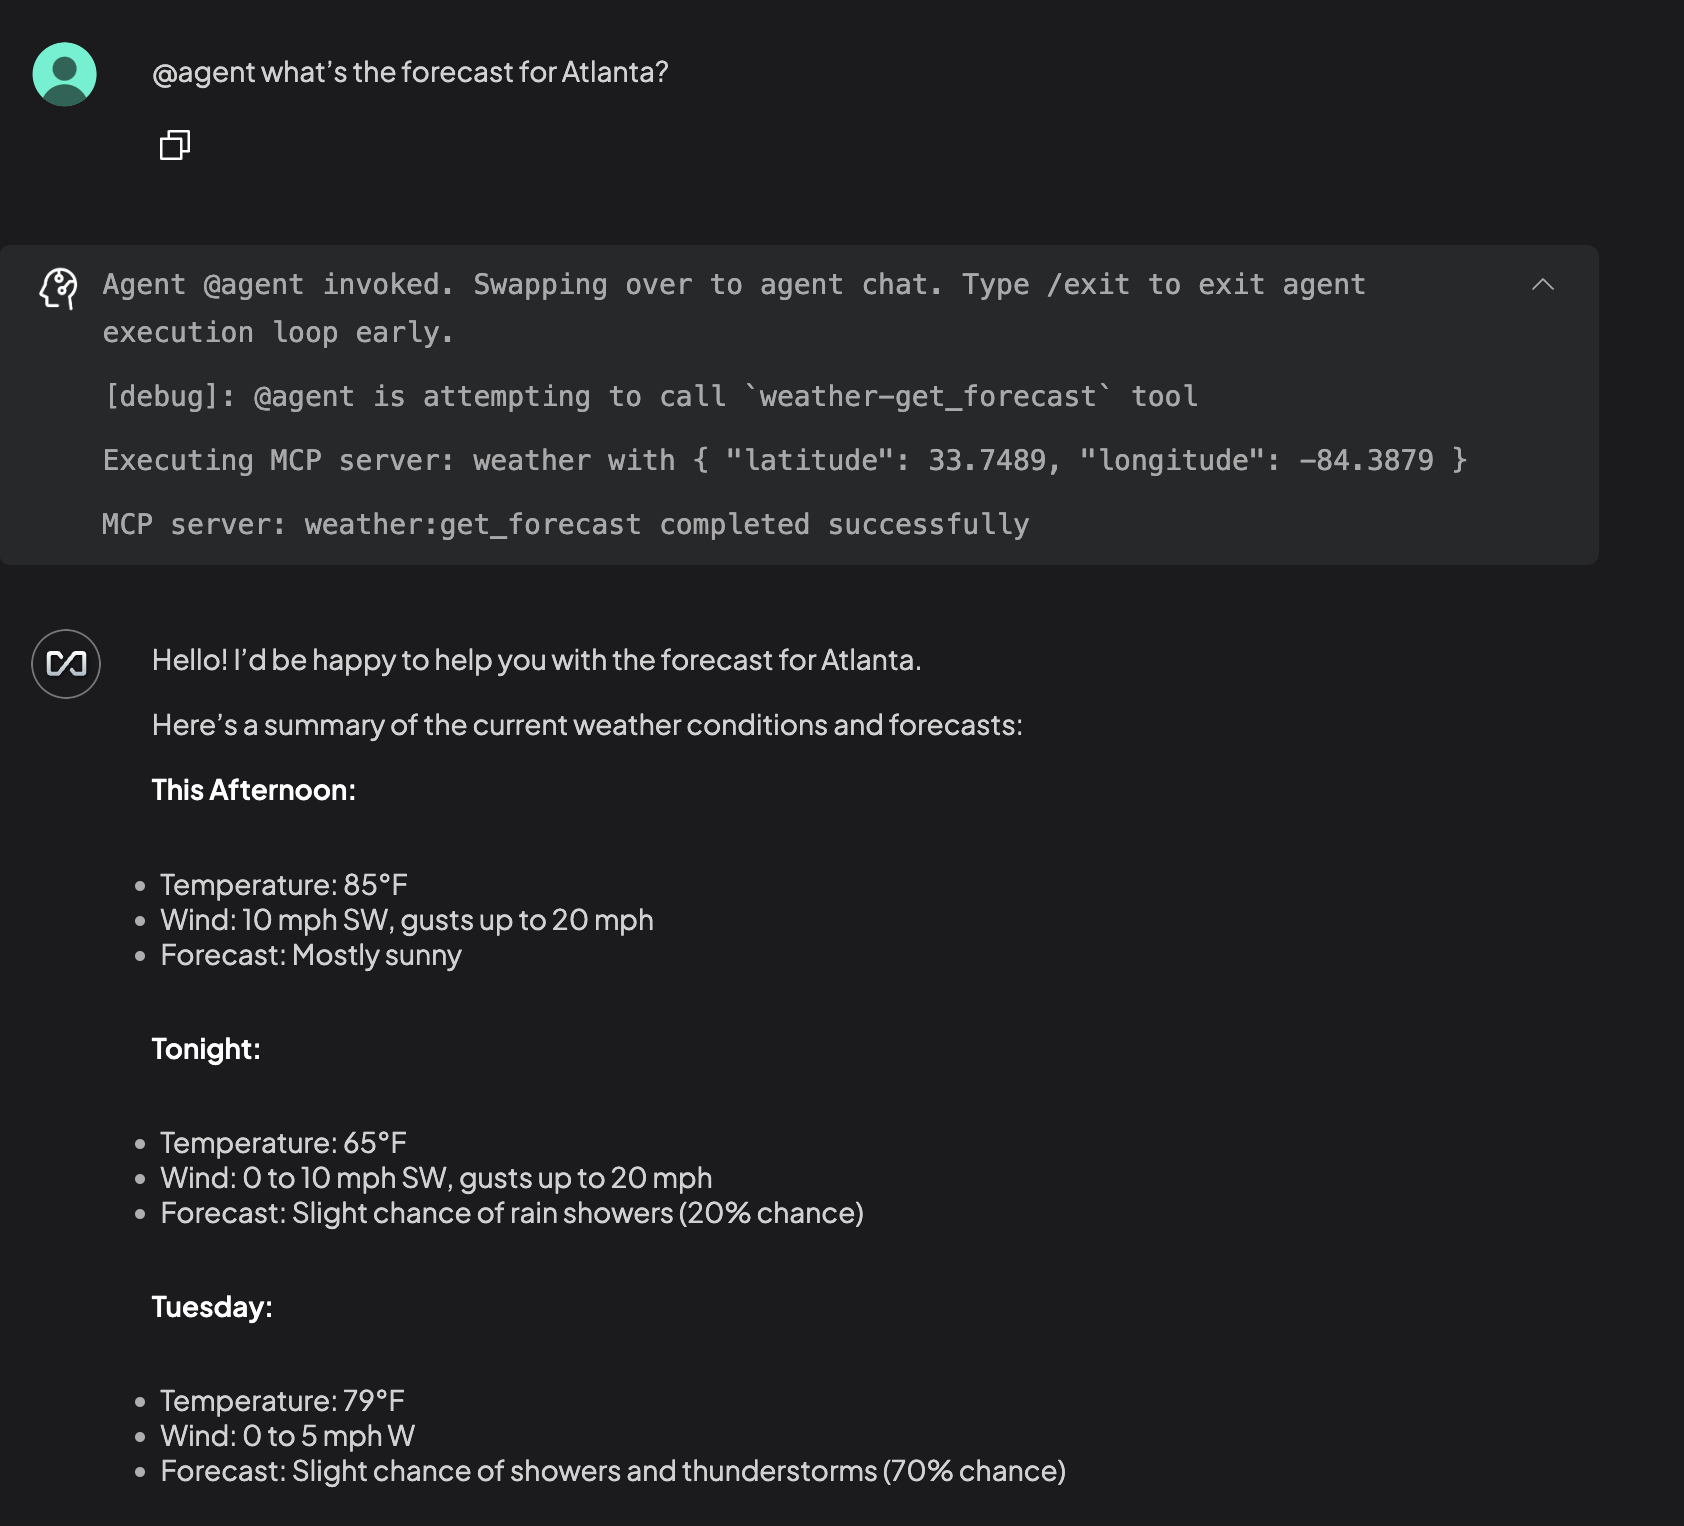 @agent what’s the forecast for Atlanta?
Agent @agent invoked. Swapping over to agent chat. Type /exit to exit agent
execution loop early.
[debug]: @agent is attempting to call `weather-get_forecast` tool
Executing MCP server: weather with { "latitude": 33.7489, "longitude": -84.3879 }
MCP server: weather:get_forecast completed successfully
Hello! I’d be happy to help you with the forecast for Atlanta.
Here’s a summary of the current weather conditions and forecasts:
This Afternoon:
• Temperature: 85°F
• Wind: 10 mph SW, gusts up to 20 mph
• Forecast: Mostly sunny
Tonight:
• Temperature: 65°F
• Wind: 0 to 10 mph SW, gusts up to 20 mph
• Forecast: Slight chance of rain showers (20% chance)
Tuesday:
• Temperature: 79°F
• Wind: 0 to 5 mph W
• Forecast: Slight chance of showers and thunderstorms (70% chance)